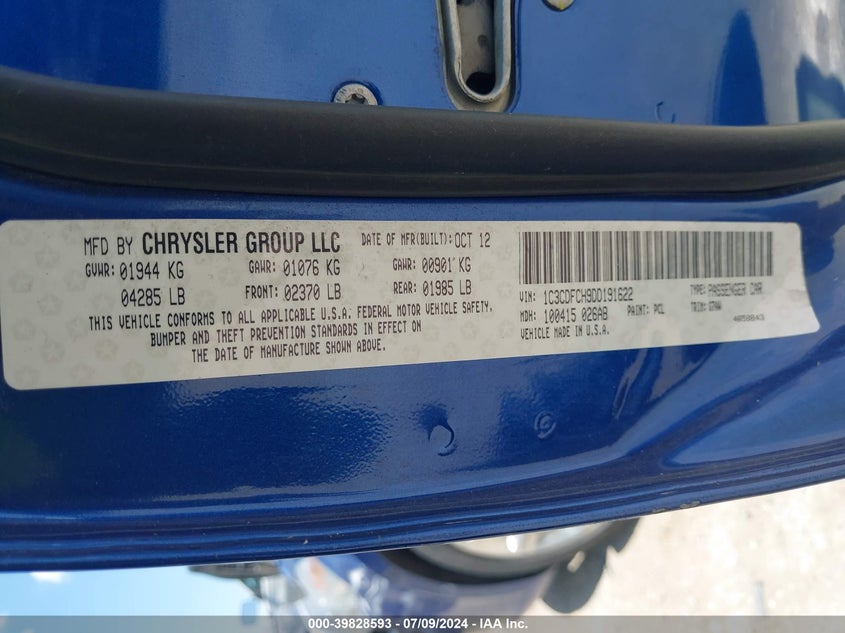 MFD BY CHRYSLER GROUP LLC DATE OF MFR(BUILT): OCT 12
GVWR: 01944 KG GAWR: 01076 KG GAWR: 00901 KG
04285 LB FRONT: 02370 LB REAR: 01985 LB
THIS VEHICLE CONFORMS TO ALL APPLICABLE U.S.A. FEDERAL MOTOR VEHICLE SAFETY,
BUMPER AND THEFT PREVENTION STANDARDS IN EFFECT ON
THE DATE OF MANUFACTURE SHOWN ABOVE.
VIN: 1C3CDFCH9DD191622 TYPE: PASSENGER CAR
MDH: 100415 026AB PAINT: PCL TRIM:
VEHICLE MADE IN U.S.A.
000-39828593 / 07/09/2024 / IAA Inc.